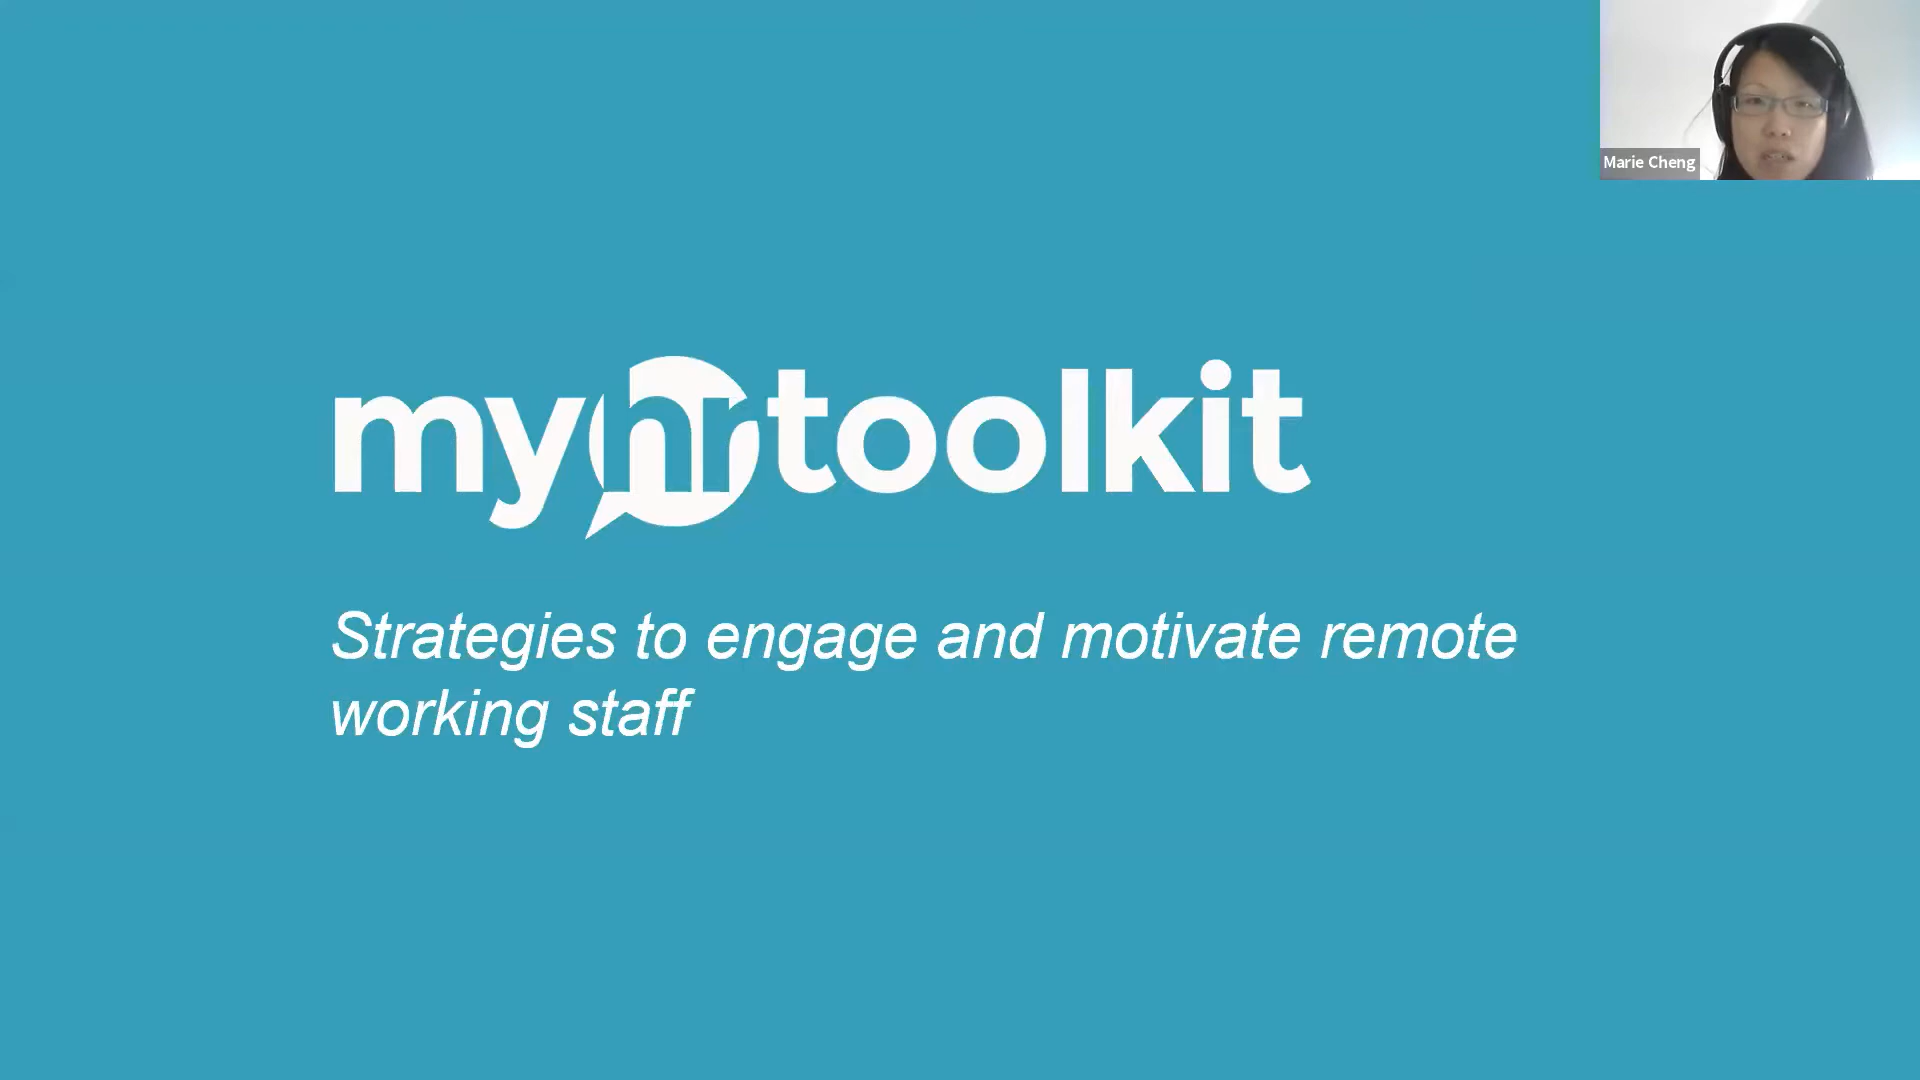 Marie Cheng
myhrtoolkit
Strategies to engage and motivate remote
working staff